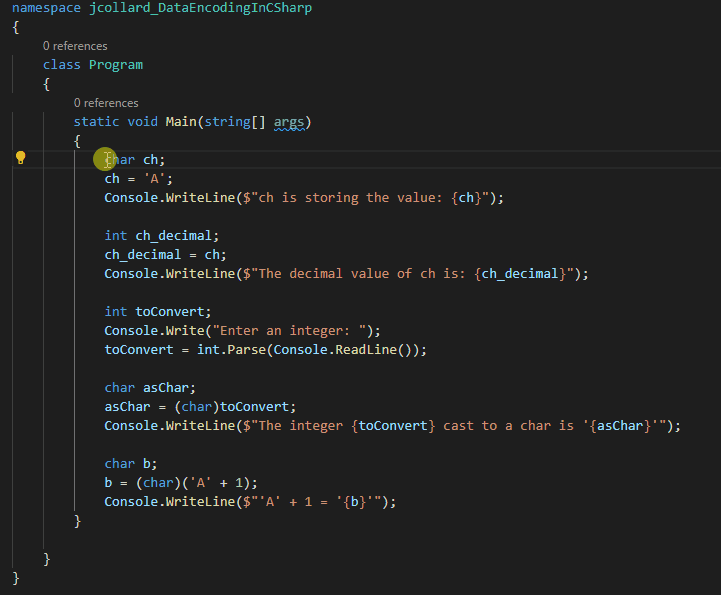 namespace jcollard_DataEncodingInCSharp
{
0 references
class Program
{
0 references
static void Main(string[] args)
{
char ch;
ch = 'A';
Console.WriteLine($"ch is storing the value: {ch}");
int ch_decimal;
ch_decimal = ch;
Console.WriteLine($"The decimal value of ch is: {ch_decimal}");
int toConvert;
Console.Write("Enter an integer: ");
toConvert = int.Parse(Console.ReadLine());
char asChar;
asChar = (char)toConvert;
Console.WriteLine($"The integer {toConvert} cast to a char is '{asChar}'");
char b;
b = (char)('A' + 1);
Console.WriteLine($"'A' + 1 = '{b}'");
}
}
}